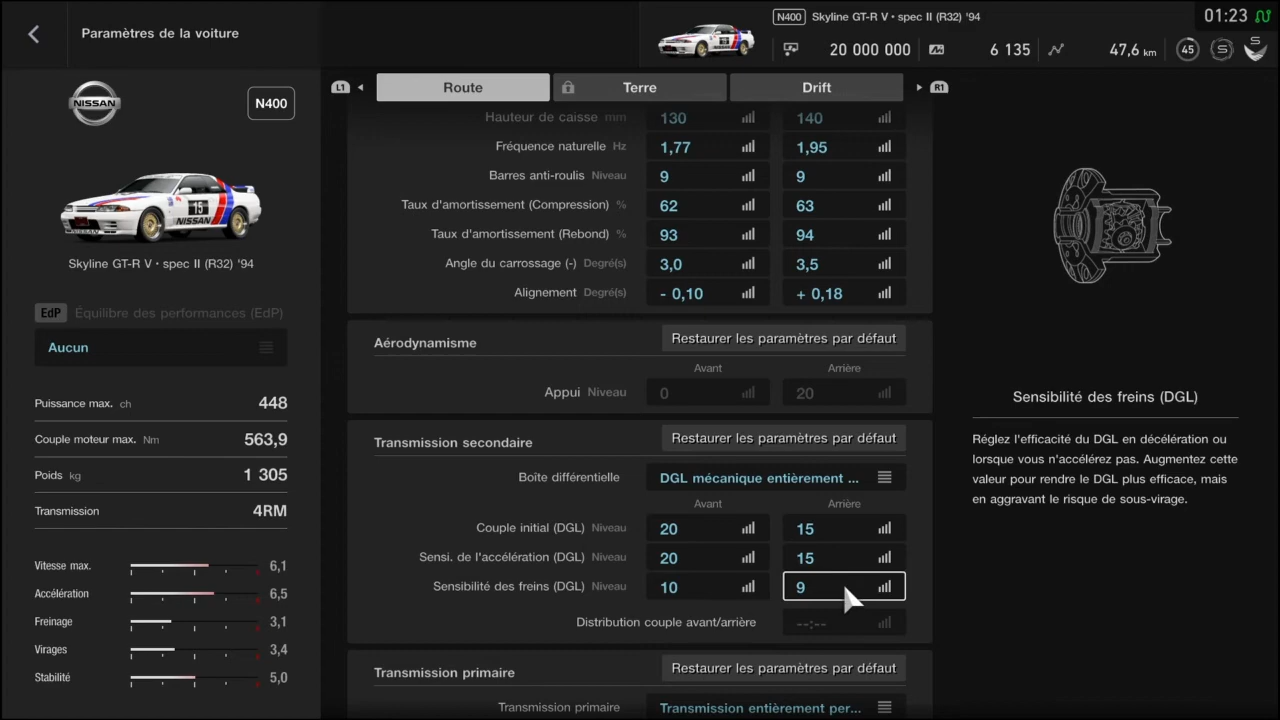 Paramètres de la voiture
N400 Skyline GT-R V • spec II (R32) '94
01:23
20 000 000
6 135
47,6 km
45
S
S
NISSAN
N400
15
NISSAN
Skyline GT-R V • spec II (R32) '94
EdP Équilibre des performances (EdP)
Aucun
Puissance max. ch 448
Couple moteur max. Nm 563,9
Poids kg 1 305
Transmission 4RM
Vitesse max. 6,1
Accélération 6,5
Freinage 3,1
Virages 3,4
Stabilité 5,0
L1 Route Terre Drift R1
Hauteur de caisse mm 130 140
Fréquence naturelle Hz 1,77 1,95
Barres anti-roulis Niveau 9 9
Taux d'amortissement (Compression) % 62 63
Taux d'amortissement (Rebond) % 93 94
Angle du carrossage (-) Degré(s) 3,0 3,5
Alignement Degré(s) - 0,10 + 0,18
Aérodynamisme Restaurer les paramètres par défaut
Avant Arrière
Appui Niveau 0 20
Transmission secondaire Restaurer les paramètres par défaut
Boîte différentielle DGL mécanique entièrement ...
Avant Arrière
Couple initial (DGL) Niveau 20 15
Sensi. de l'accélération (DGL) Niveau 20 15
Sensibilité des freins (DGL) Niveau 10 9
Distribution couple avant/arrière --:--
Transmission primaire Restaurer les paramètres par défaut
Transmission primaire Transmission entièrement per...
Sensibilité des freins (DGL)
Réglez l'efficacité du DGL en décélération ou
lorsque vous n'accélérez pas. Augmentez cette
valeur pour rendre le DGL plus efficace, mais
en aggravant le risque de sous-virage.